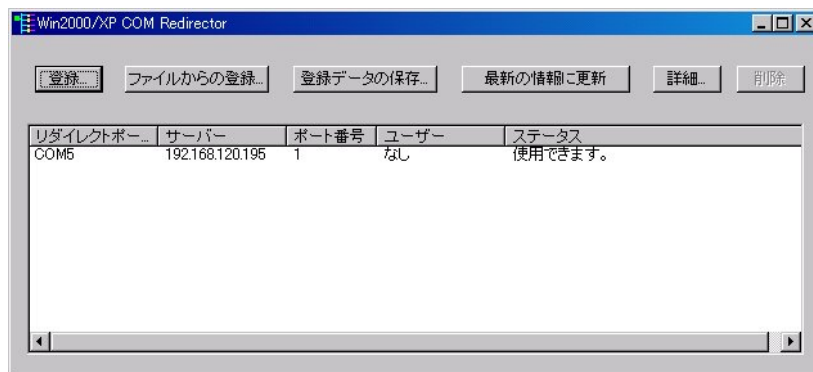 Win2000/XP COM Redirector
登録... ファイルからの登録... 登録データの保存... 最新の情報に更新 詳細... 削除
リダイレクトポー... サーバー ポート番号 ユーザー ステータス
COM5 192.168.120.195 1 なし 使用できます。